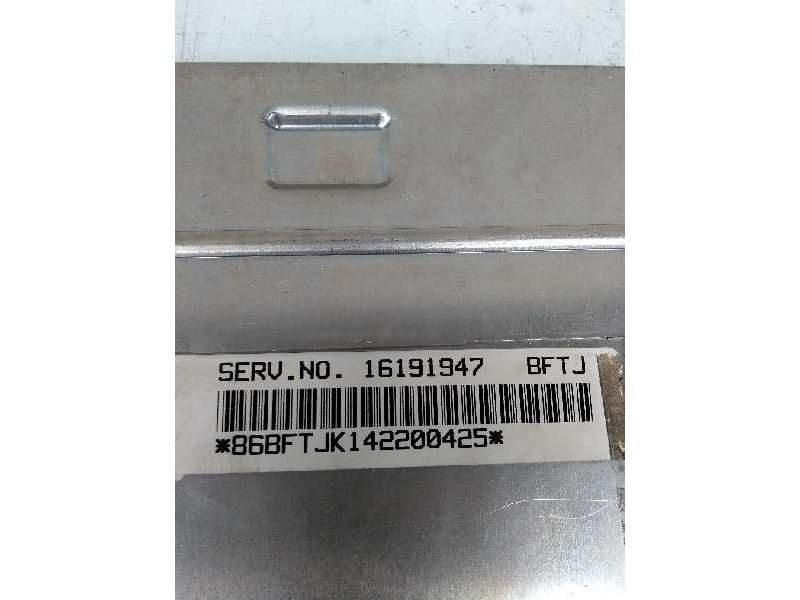 SERV.NO. 16191947 BFTJ
*86BFTJK142200425*